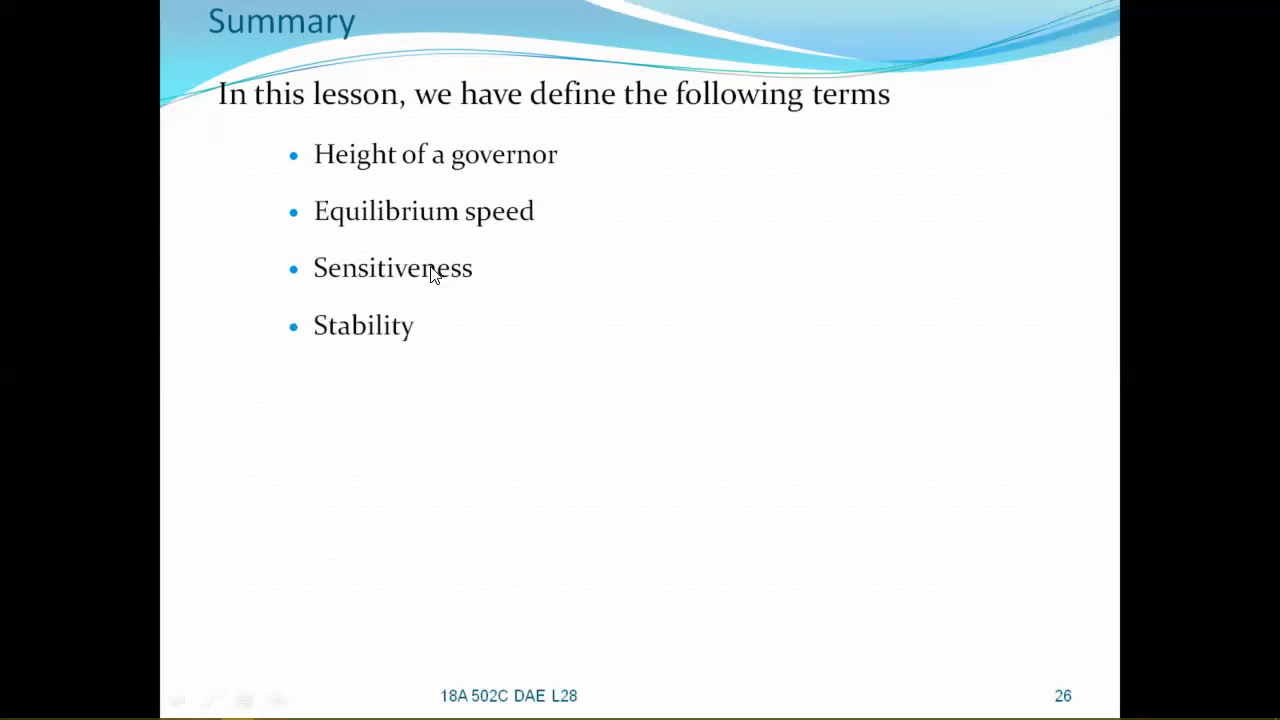 Summary
In this lesson, we have define the following terms
• Height of a governor
• Equilibrium speed
• Sensitiveness
• Stability
18A 502C DAE L28
26